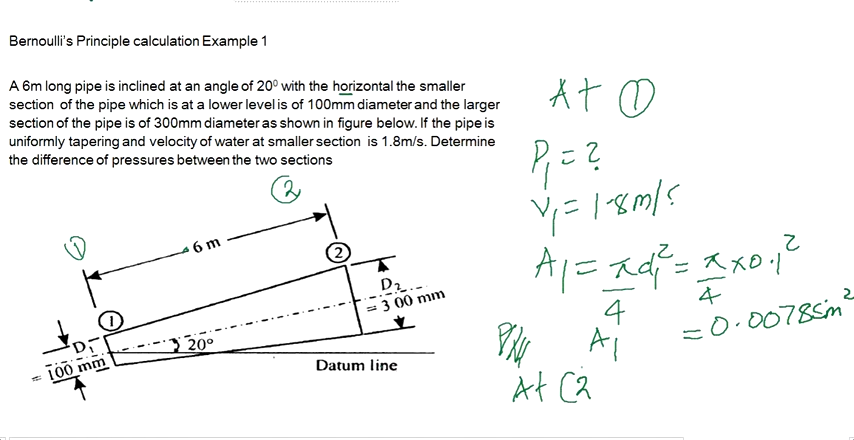 Bernoulli's Principle calculation Example 1
A 6m long pipe is inclined at an angle of 20⁰ with the horizontal the smaller
section of the pipe which is at a lower level is of 100mm diameter and the larger
section of the pipe is of 300mm diameter as shown in figure below. If the pipe is
uniformly tapering and velocity of water at smaller section is 1.8m/s. Determine
the difference of pressures between the two sections
①
②
6 m
①
②
D₁
= 100 mm
20°
D₂
= 3 00 mm
Datum line
At ①
P₁ = ?
V₁ = 1.8m/s
A₁ = πd₁²/4 = π/4 x 0.1²
A₁ = 0.00785m²
At (2